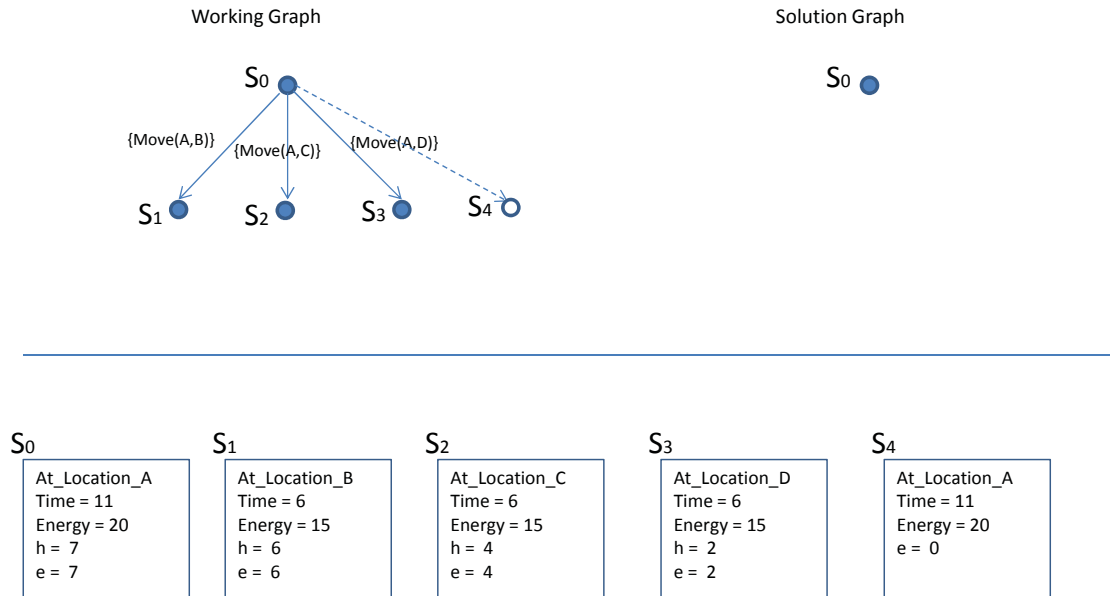 Working Graph
Solution Graph
S0
S0
{Move(A,B)}
{Move(A,C)}
{Move(A,D)}
S1
S2
S3
S4
S0
At_Location_A
Time = 11
Energy = 20
h = 7
e = 7
S1
At_Location_B
Time = 6
Energy = 15
h = 6
e = 6
S2
At_Location_C
Time = 6
Energy = 15
h = 4
e = 4
S3
At_Location_D
Time = 6
Energy = 15
h = 2
e = 2
S4
At_Location_A
Time = 11
Energy = 20
e = 0